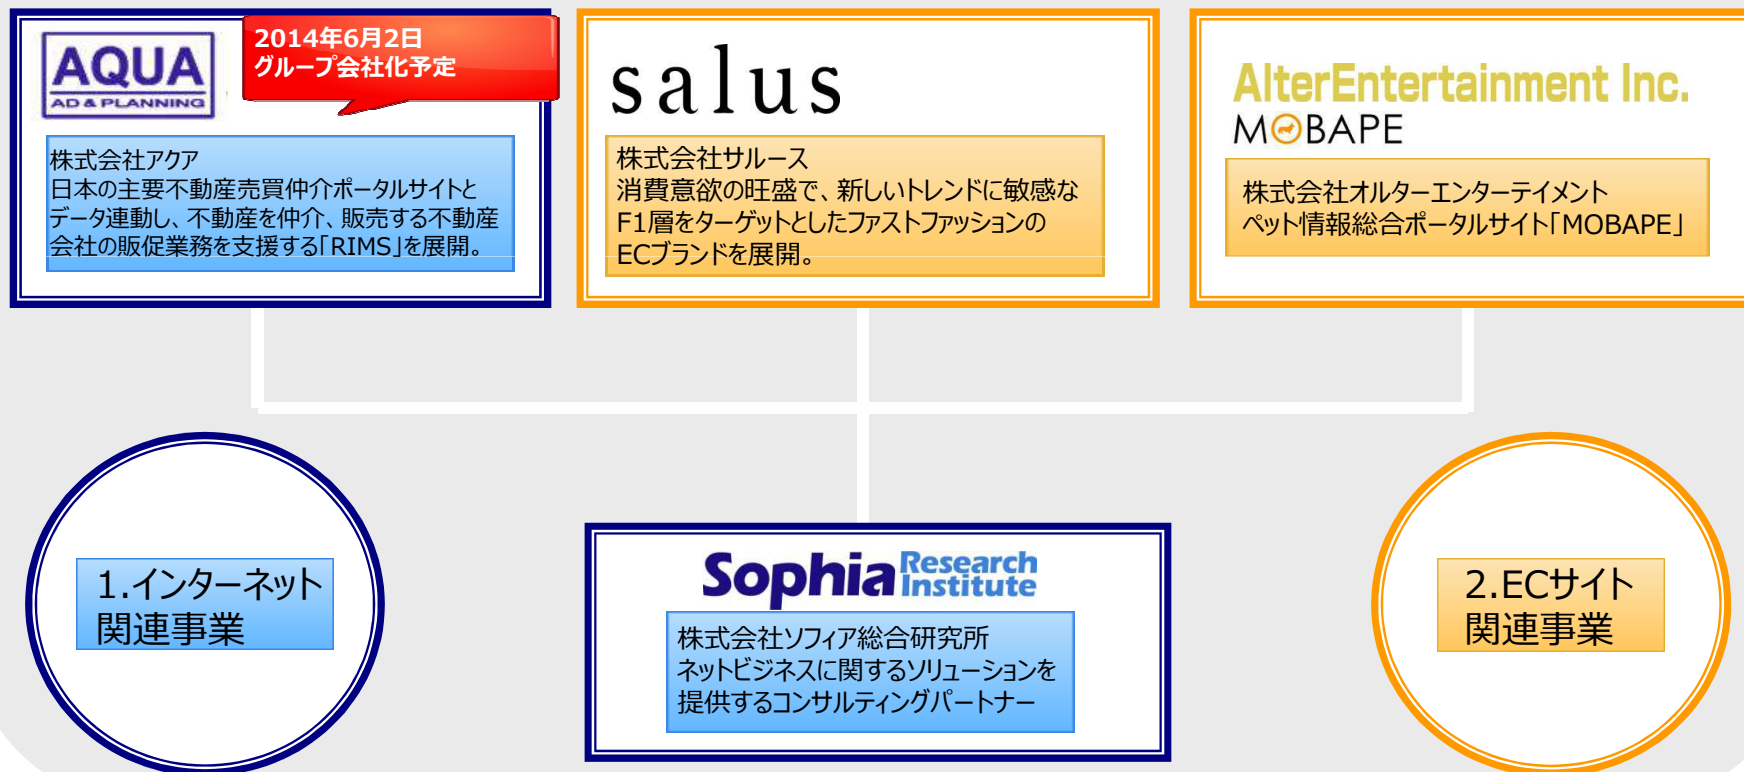 AQUA
AD & PLANNING
2014年6月2日
グループ会社化予定
株式会社アクア
日本の主要不動産売買仲介ポータルサイトと
データ連動し、不動産を仲介、販売する不動産
会社の販促業務を支援する「RIMS」を展開。
salus
株式会社サルース
消費意欲の旺盛で、新しいトレンドに敏感な
F1層をターゲットとしたファストファッションの
ECブランドを展開。
AlterEntertainment Inc.
MOBAPE
株式会社オルターエンターテイメント
ペット情報総合ポータルサイト「MOBAPE」
1.インターネット
関連事業
Sophia Research
Institute
株式会社ソフィア総合研究所
ネットビジネスに関するソリューションを
提供するコンサルティングパートナー
2.ECサイト
関連事業